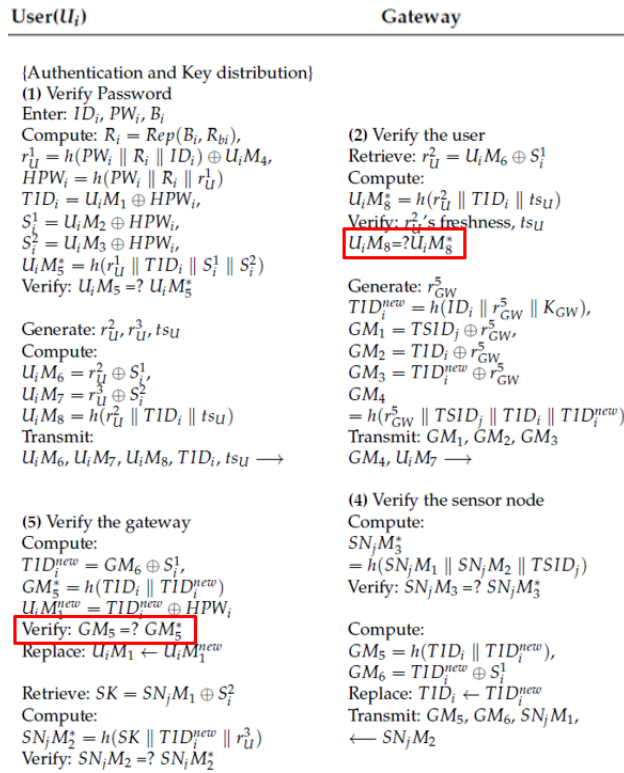 User(U_i)
Gateway
{Authentication and Key distribution}
(1) Verify Password
Enter: ID_i, PW_i, B_i
Compute: R_i = Rep(B_i, R_bi),
r_U^1 = h(PW_i ∥ R_i ∥ ID_i) ⊕ U_iM_4,
HPW_i = h(PW_i ∥ R_i ∥ r_U^1)
TID_i = U_iM_1 ⊕ HPW_i,
S_i^1 = U_iM_2 ⊕ HPW_i,
S_i^2 = U_iM_3 ⊕ HPW_i,
U_iM_5^* = h(r_U^1 ∥ TID_i ∥ S_i^1 ∥ S_i^2)
Verify: U_iM_5 =? U_iM_5^*
Generate: r_U^2, r_U^3, ts_U
Compute:
U_iM_6 = r_U^2 ⊕ S_i^1,
U_iM_7 = r_U^3 ⊕ S_i^2
U_iM_8 = h(r_U^2 ∥ TID_i ∥ ts_U)
Transmit:
U_iM_6, U_iM_7, U_iM_8, TID_i, ts_U ⟶
(2) Verify the user
Retrieve: r_U^2 = U_iM_6 ⊕ S_i^1
Compute:
U_iM_8^* = h(r_U^2 ∥ TID_i ∥ ts_U)
Verify: r_U^2's freshness, ts_U
U_iM_8=?U_iM_8^*
Generate: r_GW^5
TID_i^new = h(ID_i ∥ r_GW^5 ∥ K_GW),
GM_1 = TSID_j ⊕ r_GW^5,
GM_2 = TID_i ⊕ r_GW^5
GM_3 = TID_i^new ⊕ r_GW^5
GM_4
= h(r_GW^5 ∥ TSID_j ∥ TID_i ∥ TID_i^new)
Transmit: GM_1, GM_2, GM_3
GM_4, U_iM_7 ⟶
(4) Verify the sensor node
Compute:
SN_jM_3^*
= h(SN_jM_1 ∥ SN_jM_2 ∥ TSID_j)
Verify: SN_jM_3 =? SN_jM_3^*
Compute:
GM_5 = h(TID_i ∥ TID_i^new),
GM_6 = TID_i^new ⊕ S_i^1
Replace: TID_i ← TID_i^new
Transmit: GM_5, GM_6, SN_jM_1,
⟵ SN_jM_2
(5) Verify the gateway
Compute:
TID_i^new = GM_6 ⊕ S_i^1,
GM_5^* = h(TID_i ∥ TID_i^new)
U_iM_1^new = TID_i^new ⊕ HPW_i
Verify: GM_5 =? GM_5^*
Replace: U_iM_1 ← U_iM_1^new
Retrieve: SK = SN_jM_1 ⊕ S_i^2
Compute:
SN_jM_2^* = h(SK ∥ TID_i^new ∥ r_U^3)
Verify: SN_jM_2 =? SN_jM_2^*